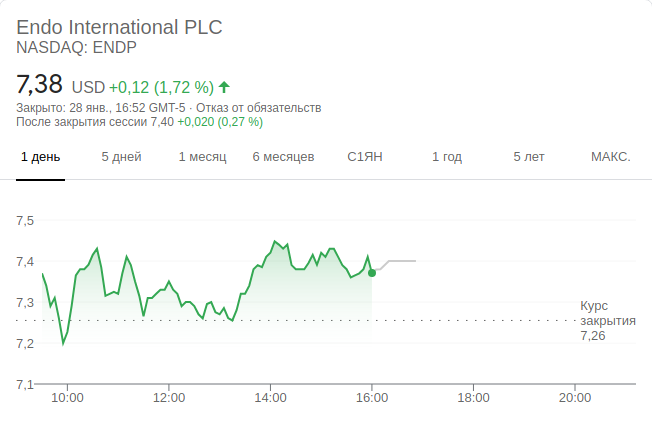 Endo International PLC
NASDAQ: ENDP
7,38 USD +0,12 (1,72 %)
Закрыто: 28 янв., 16:52 GMT-5 · Отказ от обязательств
После закрытия сессии 7,40 +0,020 (0,27 %)
1 день 5 дней 1 месяц 6 месяцев С1ЯН 1 год 5 лет МАКС.
7,5
7,4
7,3
7,2
7,1
Курс
закрытия
7,26
10:00 12:00 14:00 16:00 18:00 20:00